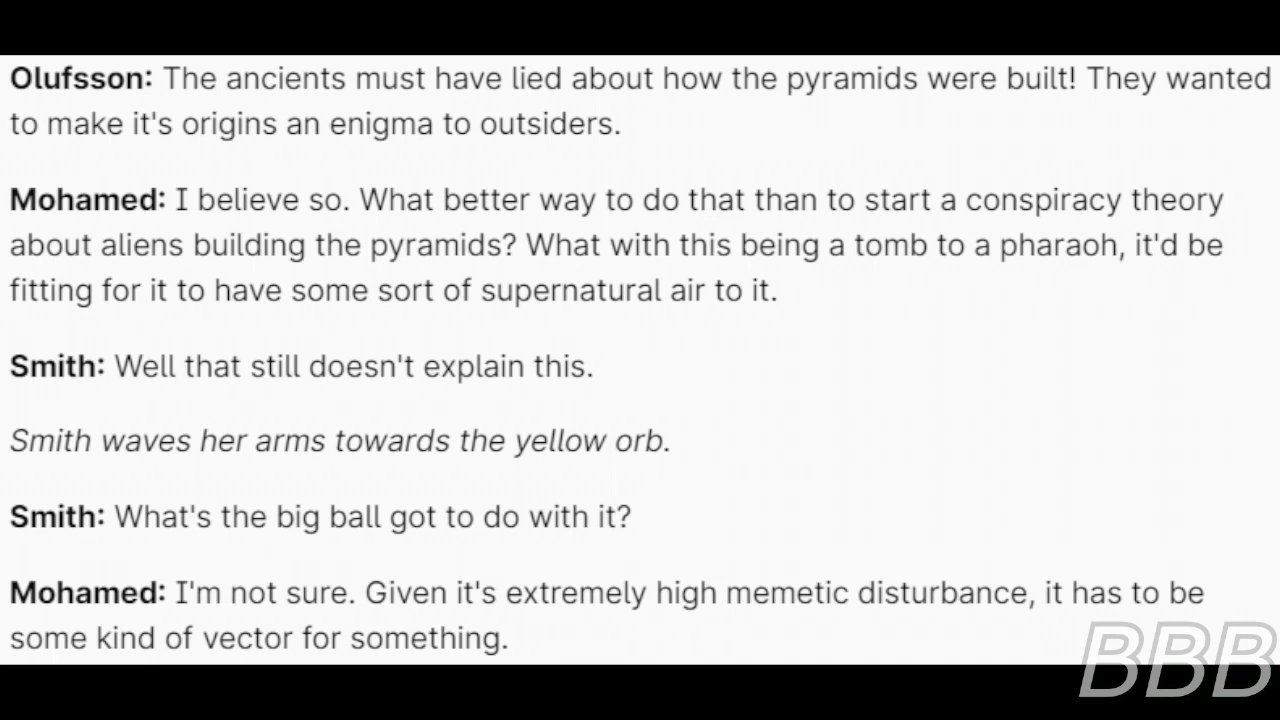 Olufsson: The ancients must have lied about how the pyramids were built! They wanted
to make it's origins an enigma to outsiders.
Mohamed: I believe so. What better way to do that than to start a conspiracy theory
about aliens building the pyramids? What with this being a tomb to a pharaoh, it'd be
fitting for it to have some sort of supernatural air to it.
Smith: Well that still doesn't explain this.
Smith waves her arms towards the yellow orb.
Smith: What's the big ball got to do with it?
Mohamed: I'm not sure. Given it's extremely high memetic disturbance, it has to be
some kind of vector for something.
BBB